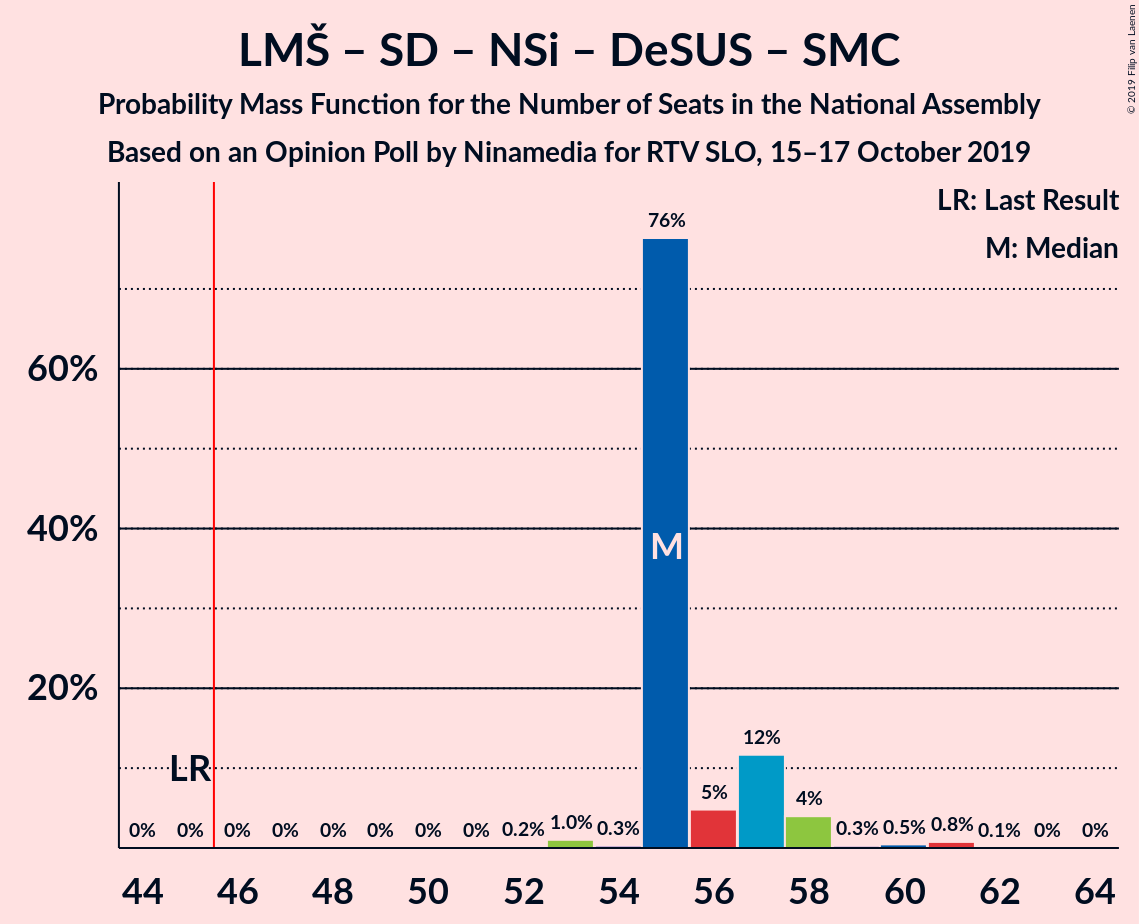 LMŠ – SD – NSi – DeSUS – SMC
Probability Mass Function for the Number of Seats in the National Assembly
Based on an Opinion Poll by Ninamedia for RTV SLO, 15–17 October 2019
© 2019 Filip van Laenen
LR: Last Result
M: Median
60%
40%
20%
LR
M
0% 0% 0% 0% 0% 0% 0% 0% 0.2% 1.0% 0.3% 76% 5% 12% 4% 0.3% 0.5% 0.8% 0.1% 0% 0%
44 46 48 50 52 54 56 58 60 62 64